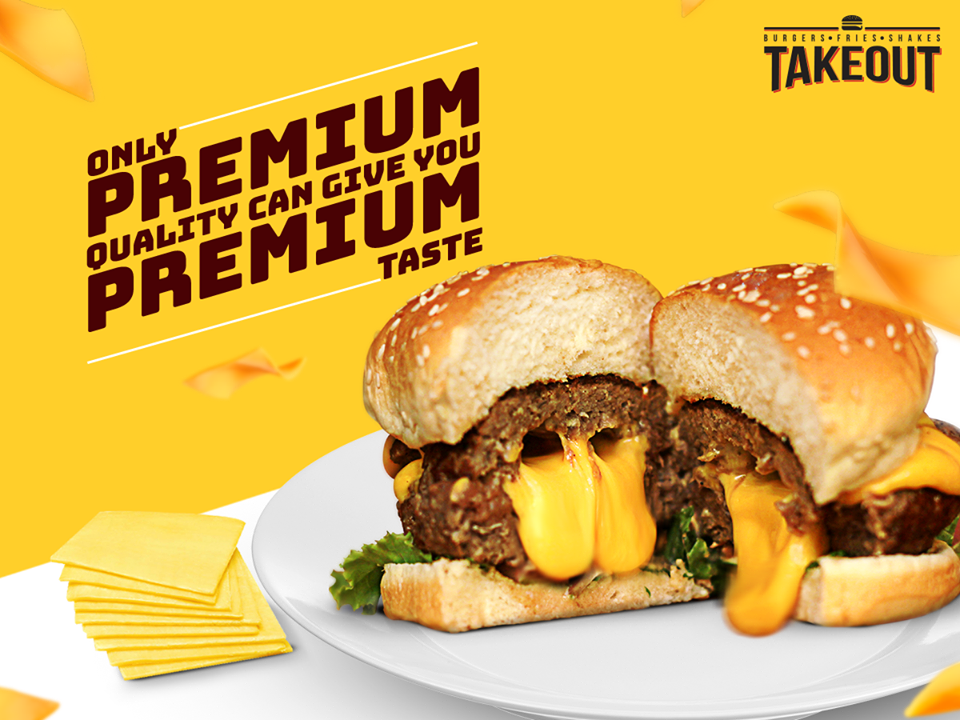 BURGERS•FRIES•SHAKES
TAKEOUT
ONLY
PREMIUM
QUALITY CAN GIVE YOU
PREMIUM
TASTE